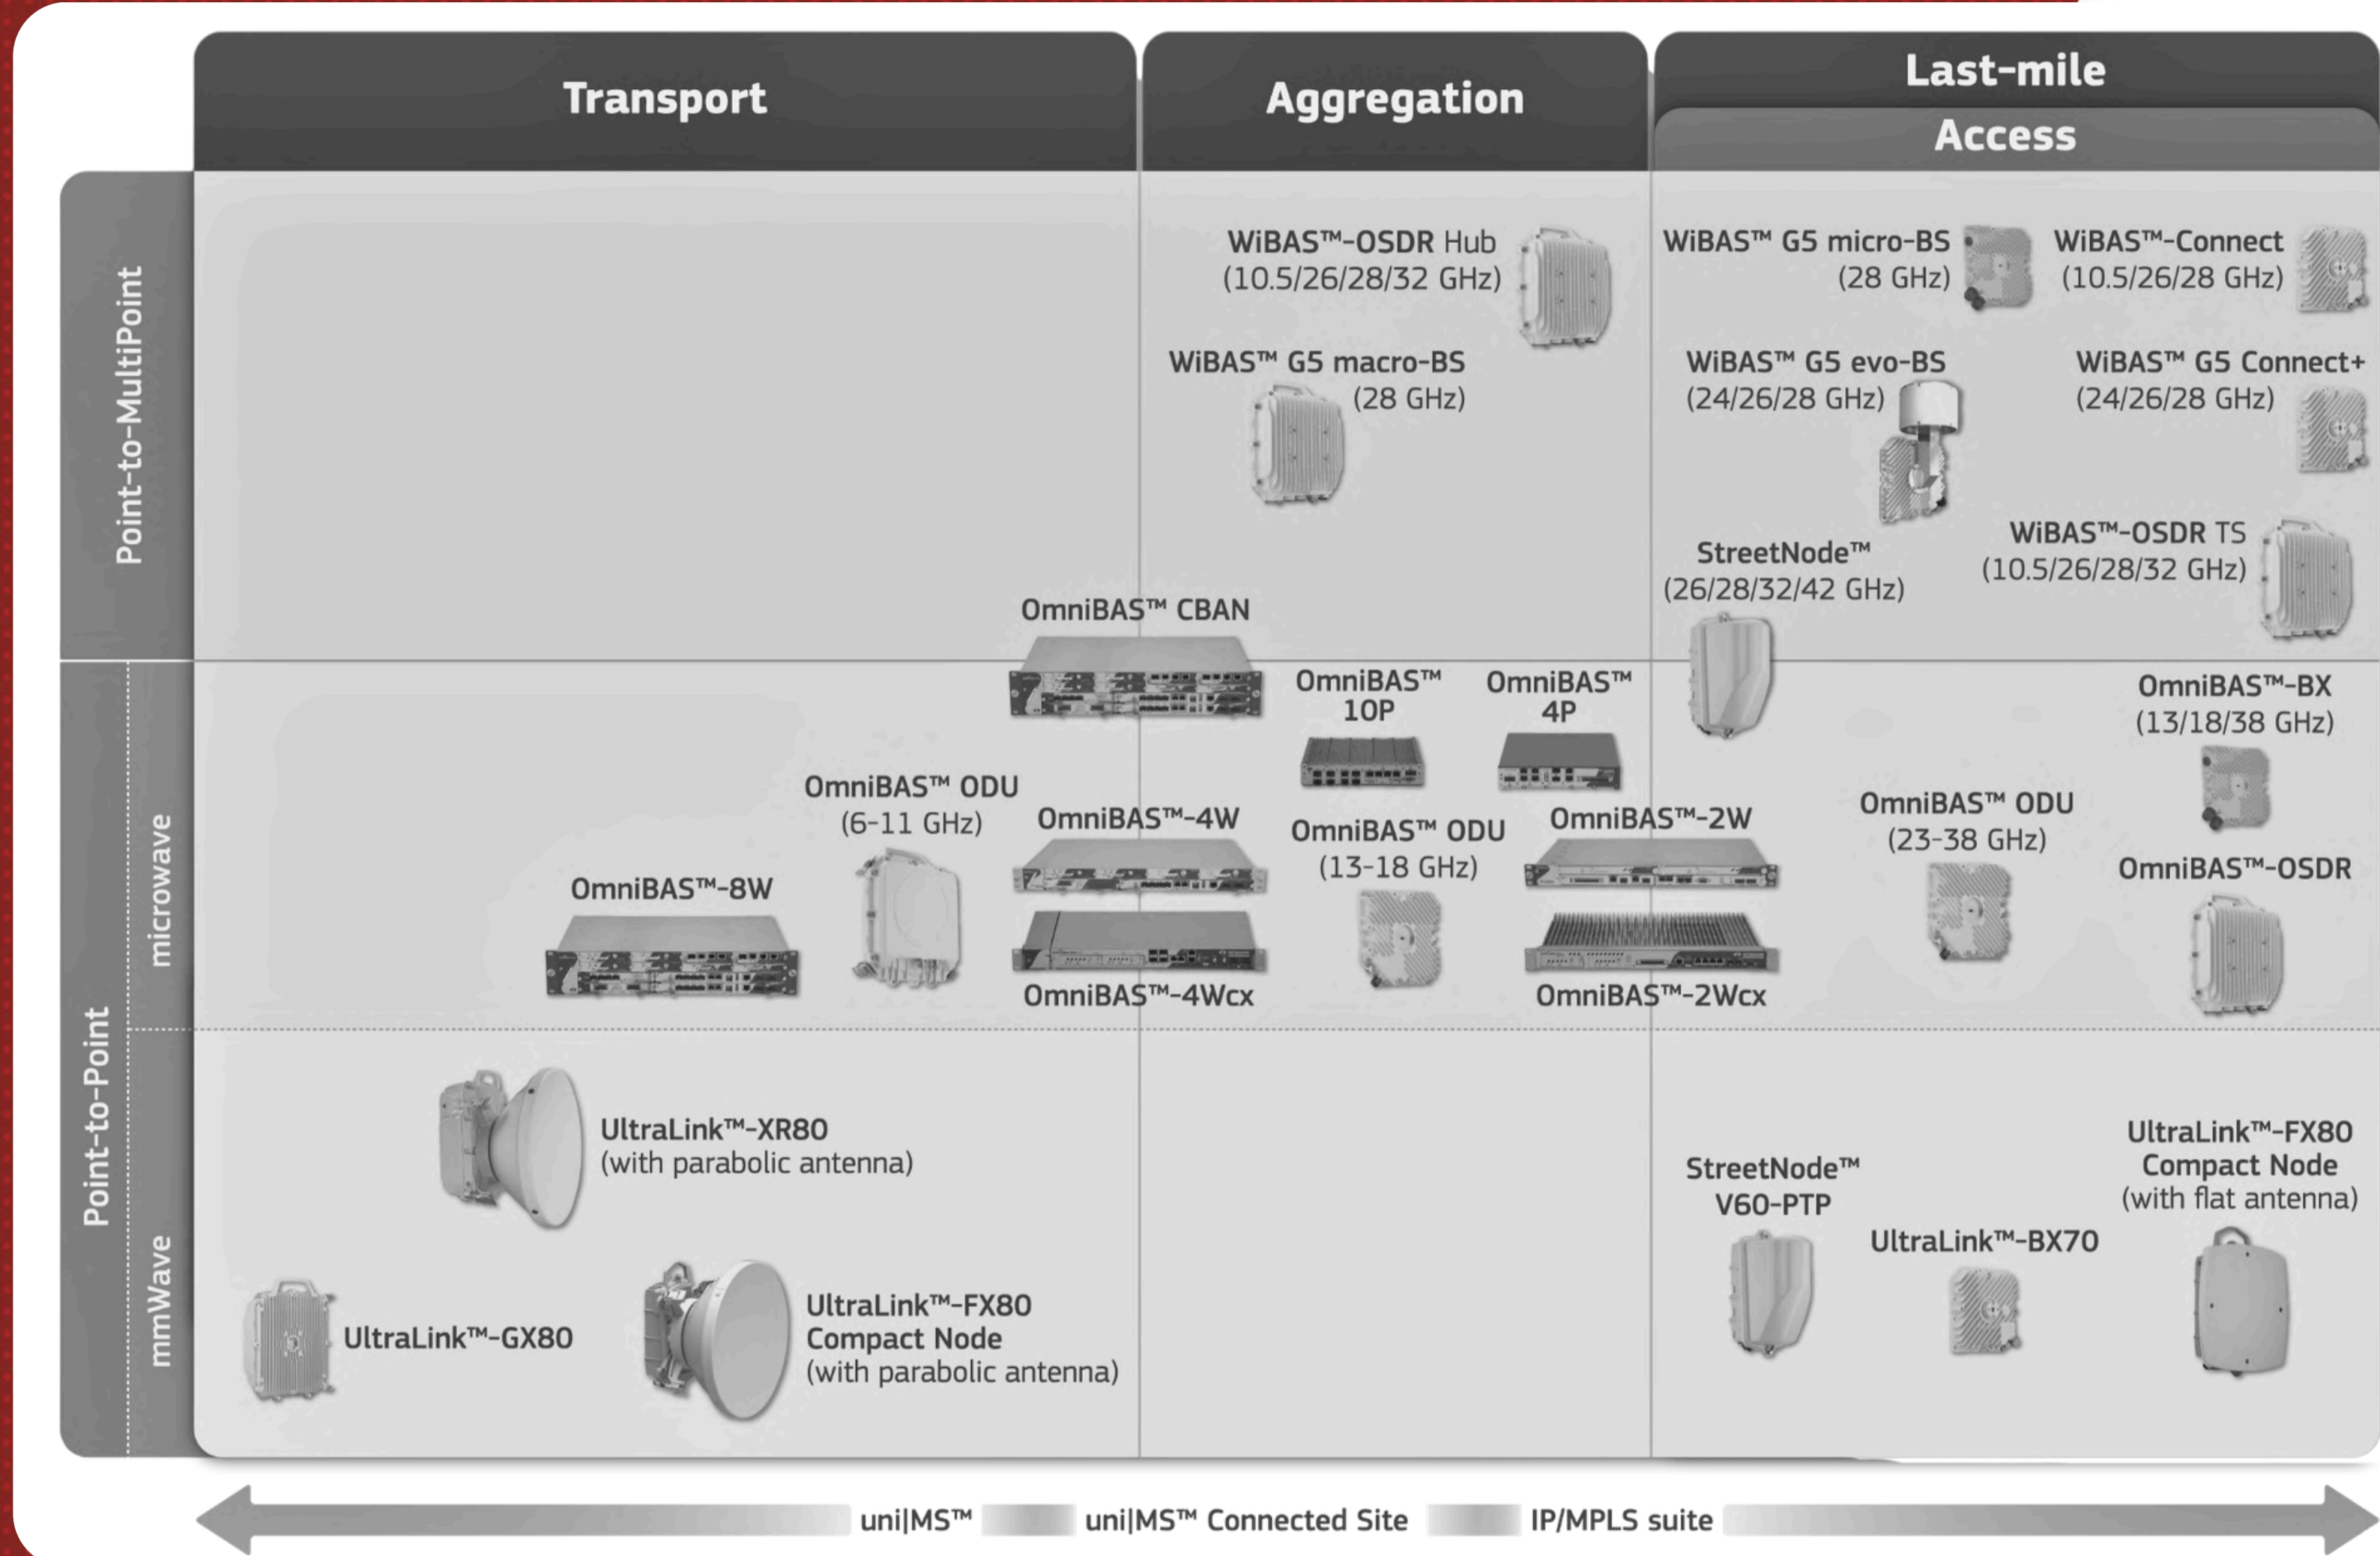 Transport
Aggregation
Last-mile
Access
Point-to-MultiPoint
WiBAS™-OSDR Hub
(10.5/26/28/32 GHz)
WiBAS™ G5 macro-BS
(28 GHz)
WiBAS™ G5 micro-BS
(28 GHz)
WiBAS™-Connect
(10.5/26/28 GHz)
WiBAS™ G5 evo-BS
(24/26/28 GHz)
WiBAS™ G5 Connect+
(24/26/28 GHz)
StreetNode™
(26/28/32/42 GHz)
WiBAS™-OSDR TS
(10.5/26/28/32 GHz)
OmniBAS™ CBAN
Point-to-Point
microwave
OmniBAS™-8W
OmniBAS™ ODU
(6-11 GHz)
OmniBAS™-4W
OmniBAS™-4Wcx
OmniBAS™
10P
OmniBAS™
4P
OmniBAS™ ODU
(13-18 GHz)
OmniBAS™-2W
OmniBAS™-2Wcx
OmniBAS™ ODU
(23-38 GHz)
OmniBAS™-BX
(13/18/38 GHz)
OmniBAS™-OSDR
mmWave
UltraLink™-XR80
(with parabolic antenna)
UltraLink™-GX80
UltraLink™-FX80
Compact Node
(with parabolic antenna)
StreetNode™
V60-PTP
UltraLink™-BX70
UltraLink™-FX80
Compact Node
(with flat antenna)
uni|MS™
uni|MS™ Connected Site
IP/MPLS suite